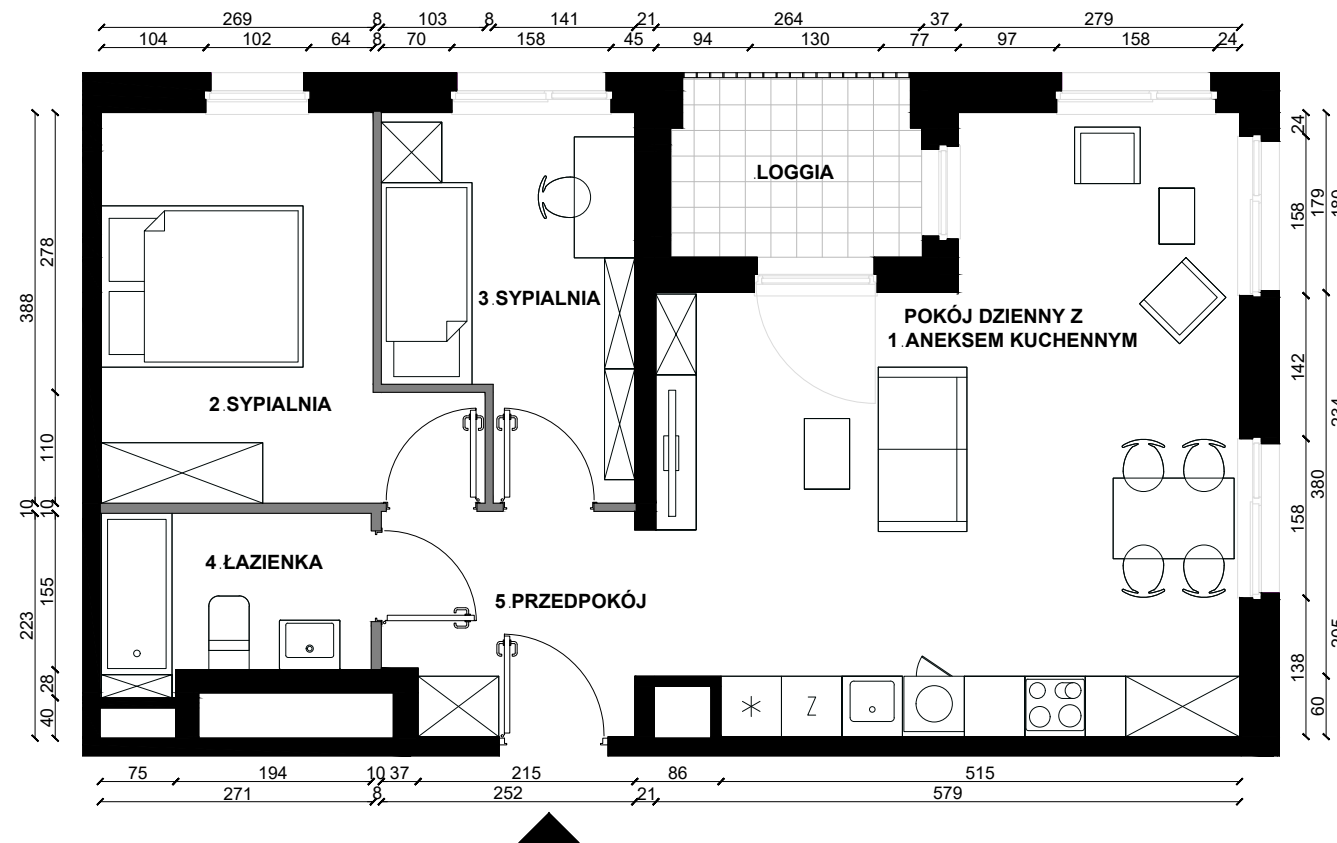 269 8 103 8 141 21 264 37 279
104 102 64 8 70 158 45 94 130 77 97 158 24
LOGGIA
3.SYPIALNIA
POKÓJ DZIENNY Z
1.ANEKSEM KUCHENNYM
2.SYPIALNIA
4.ŁAZIENKA
5.PRZEDPOKÓJ
Z
388 10 223
278 110 10 155 28 40
24 158 142 158 138
179 380 60
75 194 10 37 215 86 515
271 8 252 21 579